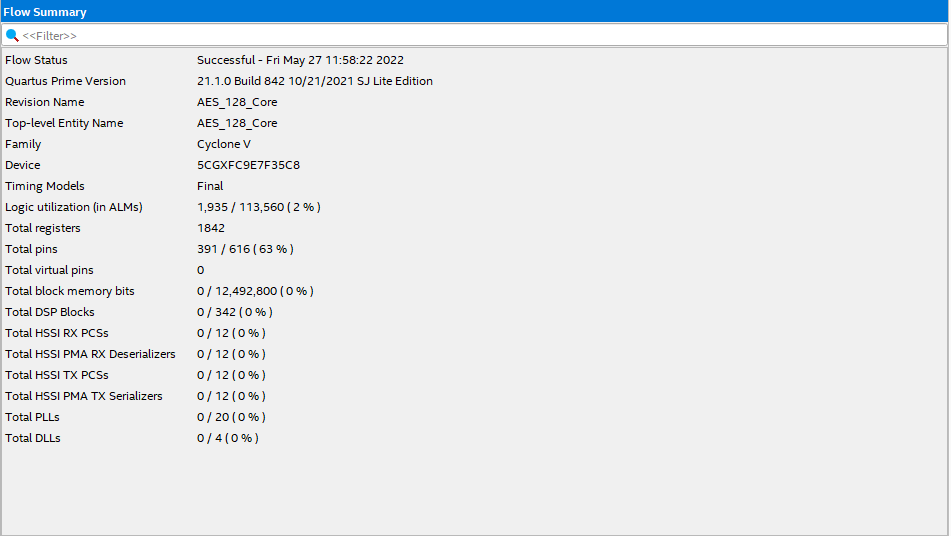 Flow Summary
<<Filter>>
Flow Status Successful - Fri May 27 11:58:22 2022
Quartus Prime Version 21.1.0 Build 842 10/21/2021 SJ Lite Edition
Revision Name AES_128_Core
Top-level Entity Name AES_128_Core
Family Cyclone V
Device 5CGXFC9E7F35C8
Timing Models Final
Logic utilization (in ALMs) 1,935 / 113,560 ( 2 % )
Total registers 1842
Total pins 391 / 616 ( 63 % )
Total virtual pins 0
Total block memory bits 0 / 12,492,800 ( 0 % )
Total DSP Blocks 0 / 342 ( 0 % )
Total HSSI RX PCSs 0 / 12 ( 0 % )
Total HSSI PMA RX Deserializers 0 / 12 ( 0 % )
Total HSSI TX PCSs 0 / 12 ( 0 % )
Total HSSI PMA TX Serializers 0 / 12 ( 0 % )
Total PLLs 0 / 20 ( 0 % )
Total DLLs 0 / 4 ( 0 % )